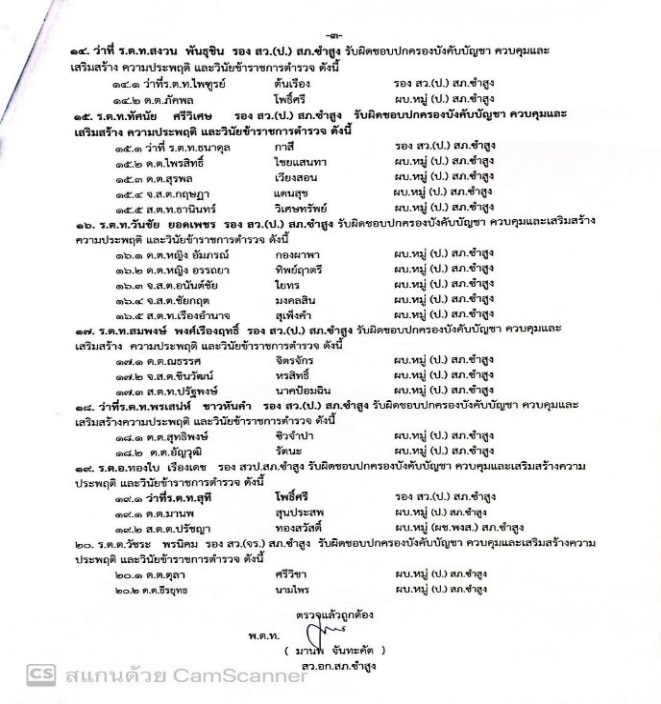 -๓-
๑๔. ว่าที่ ร.ต.ท.สงวน พันธุชิน รอง สว.(ป.) สภ.ซำสูง รับผิดชอบปกครองบังคับบัญชา ควบคุมและ
เสริมสร้าง ความประพฤติ และวินัยข้าราชการตำรวจ ดังนี้
๑๔.๑ ว่าที่ร.ต.ท.ไพฑูรย์ ต้นเรือง รอง สว.(ป.) สภ.ซำสูง
๑๔.๒ ด.ต.ภัคพล โพธิ์ศรี ผบ.หมู่ (ป.) สภ.ซำสูง
๑๕. ร.ต.ท.ทัศนัย ศรีวิเศษ รอง สว.(ป.) สภ.ซำสูง รับผิดชอบปกครองบังคับบัญชา ควบคุมและ
เสริมสร้าง ความประพฤติ และวินัยข้าราชการตำรวจ ดังนี้
๑๕.๑ ว่าที่ ร.ต.ท.ธนาดุล กาสี รอง สว.(ป.) สภ.ซำสูง
๑๕.๒ ด.ต.ไพรสิทธิ์ ไชยแสนทา ผบ.หมู่ (ป.) สภ.ซำสูง
๑๕.๓ ด.ต.สุรพล เวียงสอน ผบ.หมู่ (ป.) สภ.ซำสูง
๑๕.๔ จ.ส.ต.กฤษฎา แดนสุข ผบ.หมู่ (ป.) สภ.ซำสูง
๑๕.๕ ส.ต.ท.ธานินทร์ วิเศษทรัพย์ ผบ.หมู่ (ป.) สภ.ซำสูง
๑๖. ร.ต.ท.วันชัย ยอดเพชร รอง สว.(ป.) สภ.ซำสูง รับผิดชอบปกครองบังคับบัญชา ควบคุมและเสริมสร้าง
ความประพฤติ และวินัยข้าราชการตำรวจ ดังนี้
๑๖.๑ ด.ต.หญิง อัมภรณ์ กองผาพา ผบ.หมู่ (ป.) สภ.ซำสูง
๑๖.๒ ด.ต.หญิง อรรถยา ทิพย์ฤาตรี ผบ.หมู่ (ป.) สภ.ซำสูง
๑๖.๓ จ.ส.ต.อนันต์ชัย ไยทร ผบ.หมู่ (ป.) สภ.ซำสูง
๑๖.๔ จ.ส.ต.ชัยกฤต มงคลสิน ผบ.หมู่ (ป.) สภ.ซำสูง
๑๖.๕ ส.ต.ท.เรืองอำนาจ สุเพ็งคำ ผบ.หมู่ (ป.) สภ.ซำสูง
๑๗. ร.ต.ท.สมพงษ์ พงศ์เรืองฤทธิ์ รอง สว.(ป.) สภ.ซำสูง รับผิดชอบปกครองบังคับบัญชา ควบคุมและ
เสริมสร้าง ความประพฤติ และวินัยข้าราชการตำรวจ ดังนี้
๑๗.๑ ด.ต.ณธรรศ จิตรจักร ผบ.หมู่ (ป.) สภ.ซำสูง
๑๗.๒ จ.ส.ต.ชินวัฒน์ หรสิทธิ์ ผบ.หมู่ (ป.) สภ.ซำสูง
๑๗.๓ ส.ต.ท.ปรัฐพงษ์ นาคป้อมฉิน ผบ.หมู่ (ป.) สภ.ซำสูง
๑๘. ว่าที่ร.ต.ท.พรเสน่ห์ ชาวหันคำ รอง สว.(ป.) สภ.ซำสูง รับผิดชอบปกครองบังคับบัญชา ควบคุมและ
เสริมสร้างความประพฤติ และวินัยข้าราชการตำรวจ ดังนี้
๑๘.๑ ด.ต.สุทธิพงษ์ ชิวจำปา ผบ.หมู่ (ป.) สภ.ซำสูง
๑๘.๒ ด.ต.อัญวุฒิ รัตนะ ผบ.หมู่ (ป.) สภ.ซำสูง
๑๙. ร.ต.อ.ทองใบ เรืองเดช รอง สวป.สภ.ซำสูง รับผิดชอบปกครองบังคับบัญชา ควบคุมและเสริมสร้างความ
ประพฤติ และวินัยข้าราชการตำรวจ ดังนี้
๑๙.๑ ว่าที่ร.ต.ท.สุที โพธิ์ศรี รอง สว.(ป.) สภ.ซำสูง
๑๙.๑ ด.ต.มานพ สุนประสพ ผบ.หมู่ (ป.) สภ.ซำสูง
๑๙.๒ ส.ต.ต.ปรัชญา ทองสวัสดิ์ ผบ.หมู่ (ผช.พงส.) สภ.ซำสูง
๒๐. ร.ต.ต.วัชระ พรนิคม รอง สว.(จร.) สภ.ซำสูง รับผิดชอบปกครองบังคับบัญชา ควบคุมและเสริมสร้างความ
ประพฤติ และวินัยข้าราชการตำรวจ ดังนี้
๒๐.๑ ด.ต.ตุลา ศรีวิชา ผบ.หมู่ (ป.) สภ.ซำสูง
๒๐.๒ ด.ต.ธีรยุทธ นามไพร ผบ.หมู่ (ป.) สภ.ซำสูง
ตรวจแล้วถูกต้อง
พ.ต.ท.
( มานพ จันทะคัต )
สว.อก.สภ.ซำสูง
CS สแกนด้วย CamScanner